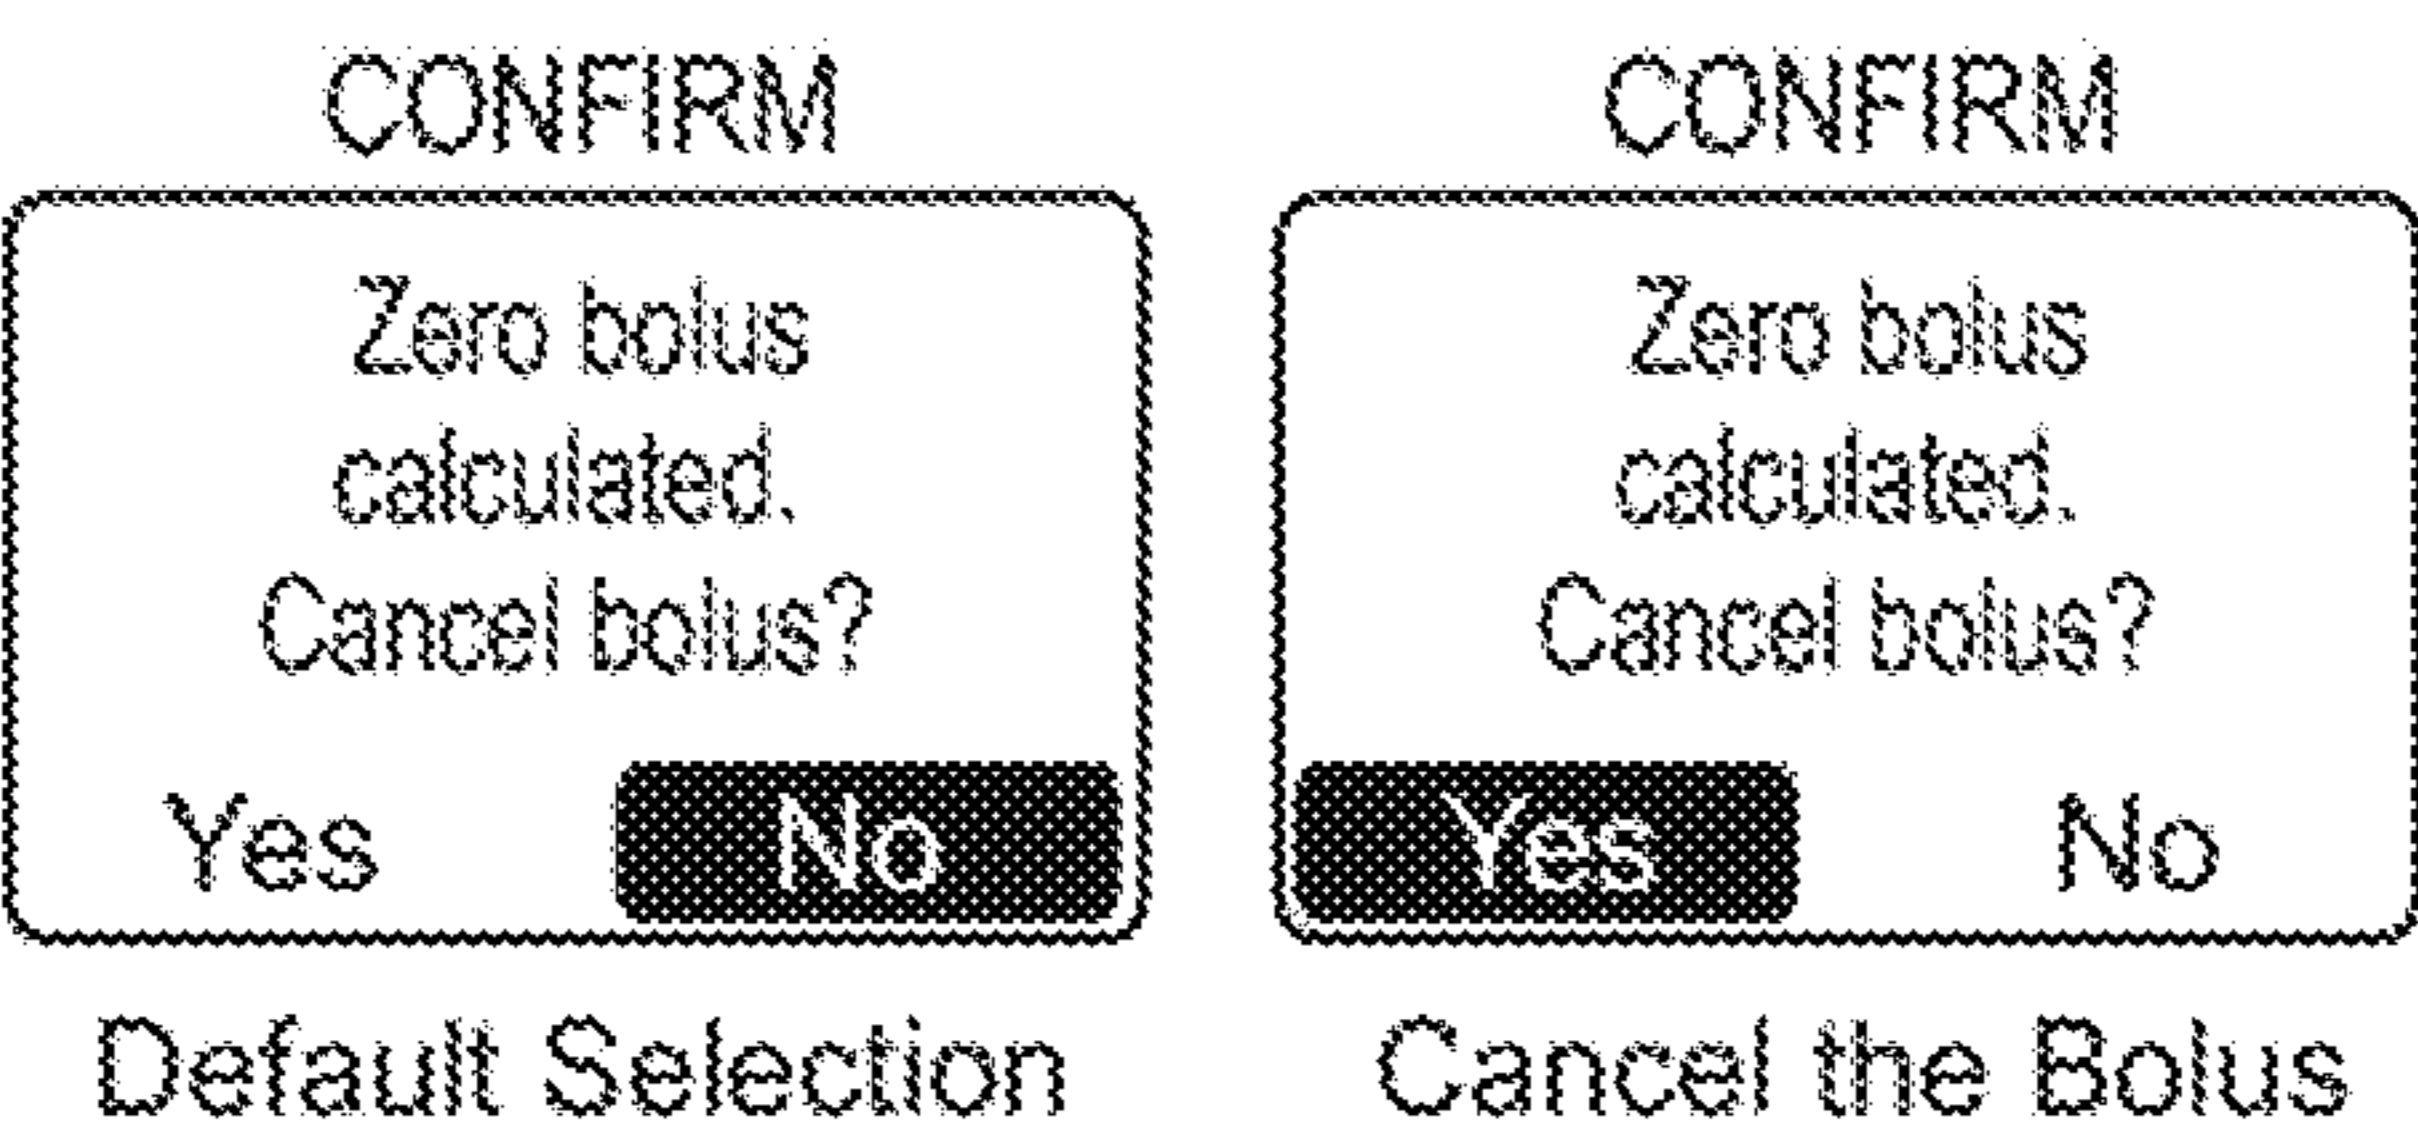 CONFIRM
Zero bolus
calculated.
Cancel bolus?
Yes No
Default Selection
CONFIRM
Zero bolus
calculated.
Cancel bolus?
Yes No
Cancel the Bolus